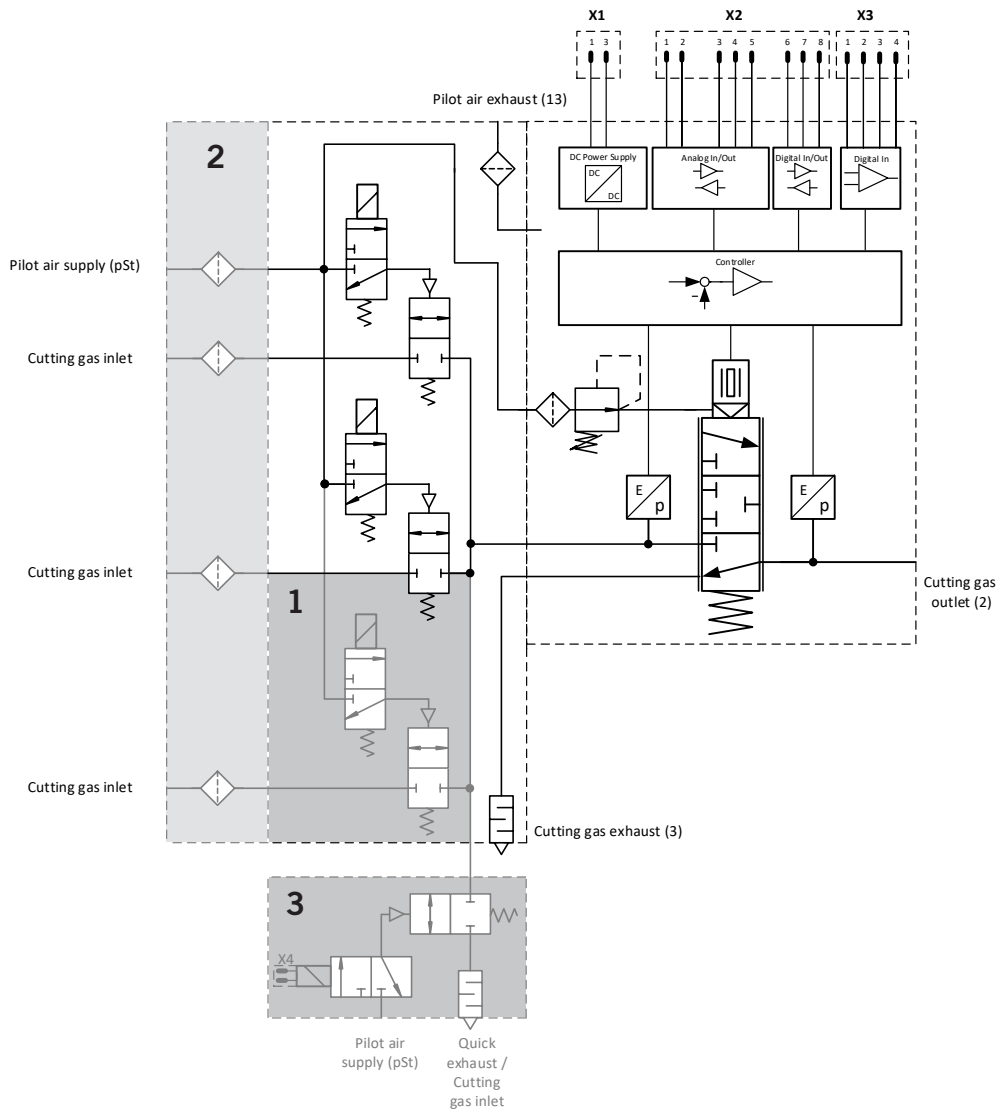 X1 X2 X3
1 3 1 2 3 4 5 6 7 8 1 2 3 4
Pilot air exhaust (13)
2
DC Power Supply
DC
DC
Analog In/Out
Digital In/Out
Digital In
Pilot air supply (pSt)
Controller
Cutting gas inlet
E
p
E
p
Cutting gas inlet
Cutting gas
outlet (2)
1
Cutting gas inlet
Cutting gas exhaust (3)
3
X4
Pilot air
supply (pSt)
Quick
exhaust /
Cutting
gas inlet